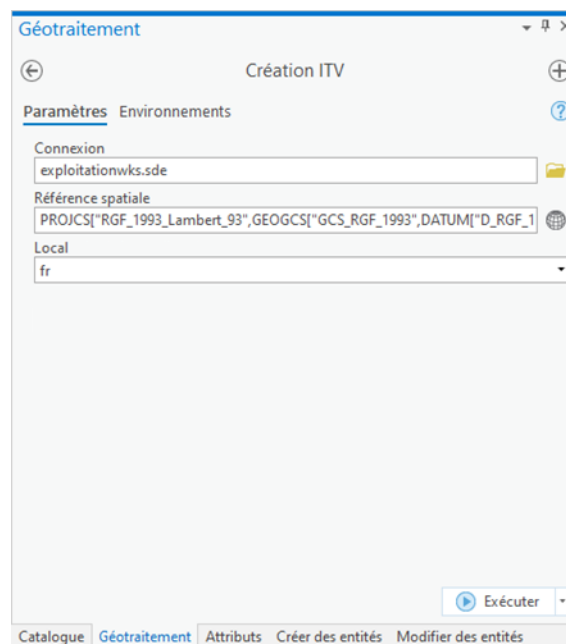 Géotraitement
Création ITV
Paramètres Environnements
Connexion
exploitationwks.sde
Référence spatiale
PROJCS["RGF_1993_Lambert_93",GEOGCS["GCS_RGF_1993",DATUM["D_RGF_1
Local
fr
Exécuter
Catalogue Géotraitement Attributs Créer des entités Modifier des entités